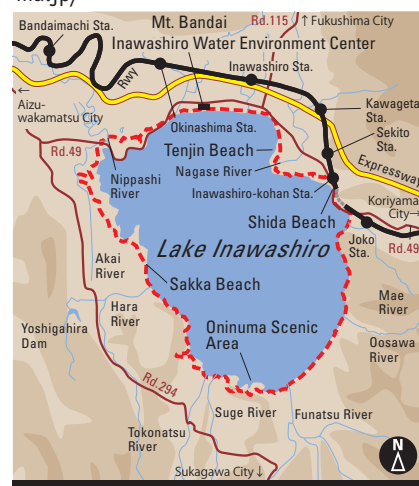 Bandaimachi Sta.
Mt. Bandai
Rd.115
↑ Fukushima City
Inawashiro Water Environment Center
Rwy
Inawashiro Sta.
←
Aizu-
wakamatsu City
Okinashima Sta.
Kawageta
Sta.
Sekito
Sta.
Rd.49
Tenjin Beach
Nagase River
Expressway
Nippashi
River
Inawashiro-kohan Sta.
Koriyama
City→
Shida Beach
Joko
Sta.
Rd.49
Lake Inawashiro
Akai
River
Sakka Beach
Mae
River
Hara
River
Yoshigahira
Dam
Oninuma Scenic
Area
Oosawa
River
Rd.294
Suge River
Funatsu River
Tokonatsu
River
Sukagawa City ↓
N